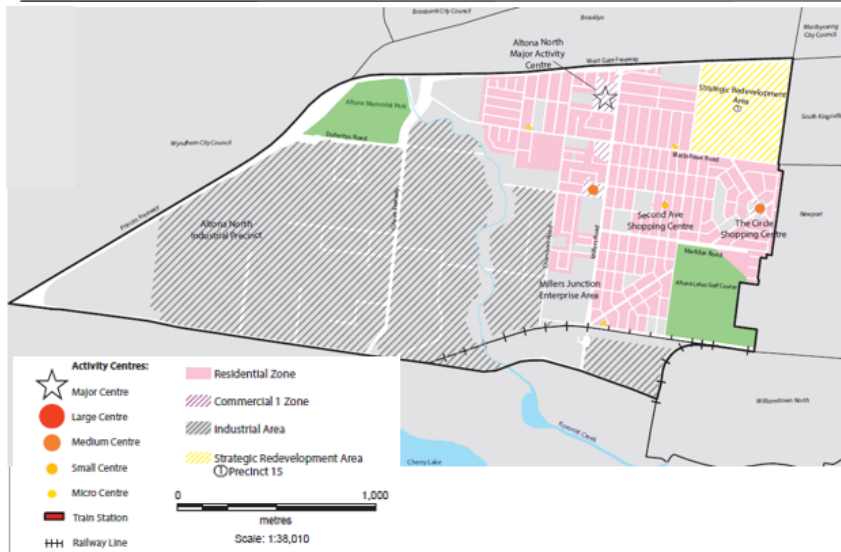 Brimbank City Council
Brooklyn
Maribyrnong
City Council
Altona North
Major Activity
Centre
West Gate Freeway
Strategic Redevelopment
Area
①
Altona Memorial Park
South Kingsville
Dohertys Road
Wyndham City Council
Blackshaws Road
Princes Freeway
Altona North
Industrial Precinct
Second Ave
Shopping Centre
The Circle
Shopping Centre
Newport
Chambers Road
Millers Road
Marlbor Road
Altona Lakes Golf Course
Millers Junction
Enterprise Area
Williamstown North
Kororoit Creek
Cherry Lake
Activity Centres:
Major Centre
Large Centre
Medium Centre
Small Centre
Micro Centre
Train Station
Railway Line
Residential Zone
Commercial 1 Zone
Industrial Area
Strategic Redevelopment Area
① Precinct 15
0
1,000
metres
Scale: 1:38,010